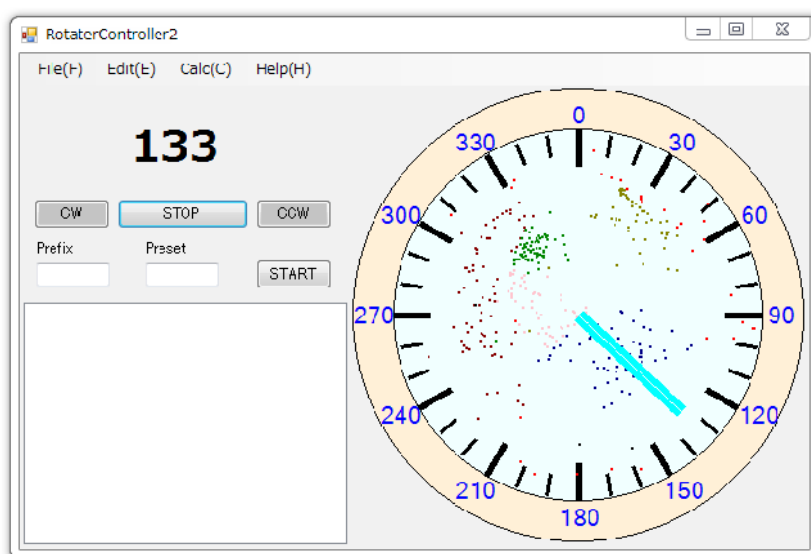 RotaterController2
File(F) Edit(E) Calc(C) Help(H)
133
CW STOP CCW
Prefix Preset
START
0
30
60
90
120
150
180
210
240
270
300
330